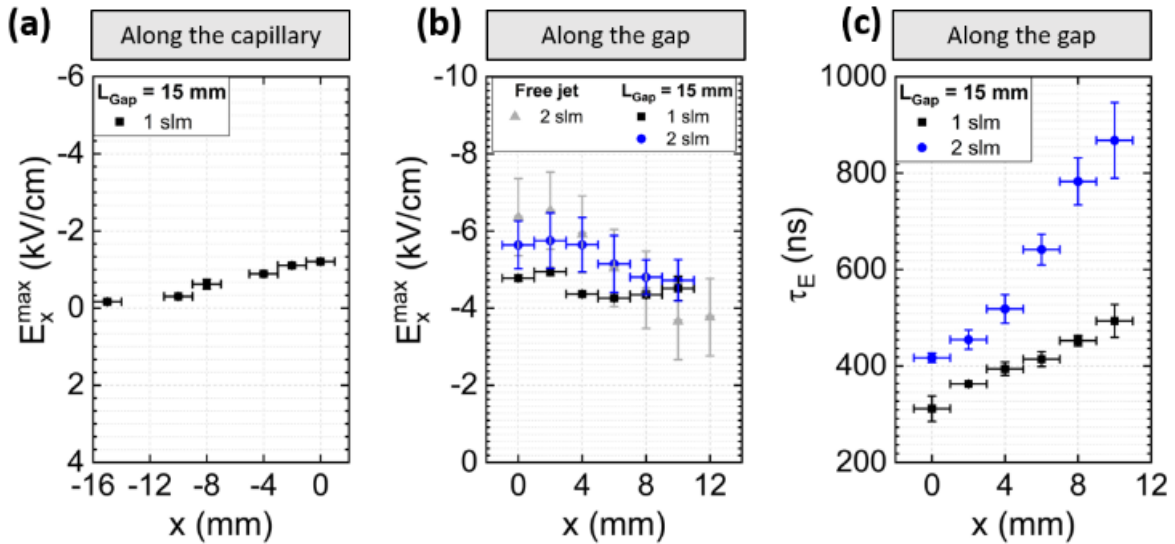 (a) Along the capillary
-6
-4
-2
0
2
4
E_x^max (kV/cm)
L_Gap = 15 mm
1 slm
-16 -12 -8 -4 0
x (mm)
(b) Along the gap
-10
-8
-6
-4
-2
0
E_x^max (kV/cm)
Free jet L_Gap = 15 mm
2 slm 1 slm
2 slm
0 4 8 12
x (mm)
(c) Along the gap
1000
800
600
400
200
τ_E (ns)
L_Gap = 15 mm
1 slm
2 slm
0 4 8 12
x (mm)